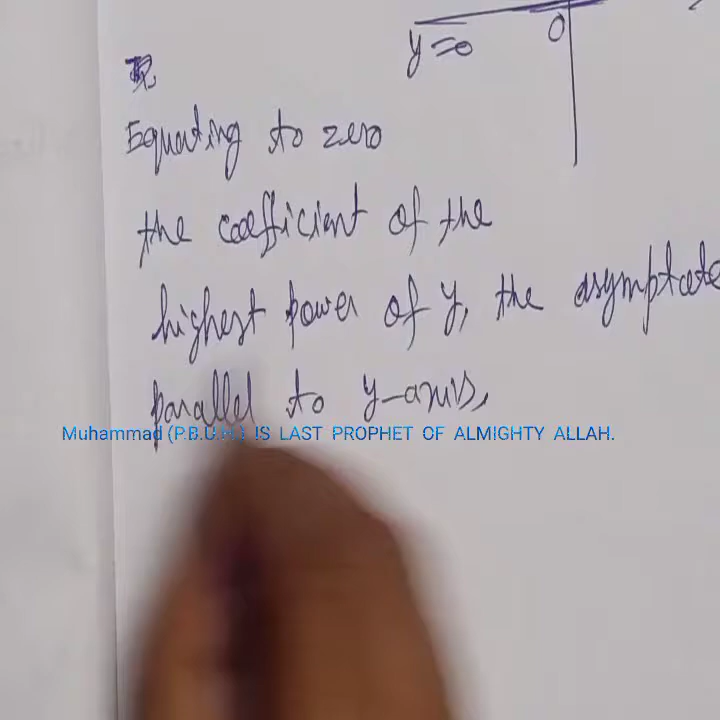 y=0
0
Equating to zero
the coefficient of the
highest power of y, the asymptote
parallel to y-axis,
Muhammad (P.B.U.H.) IS LAST PROPHET OF ALMIGHTY ALLAH.